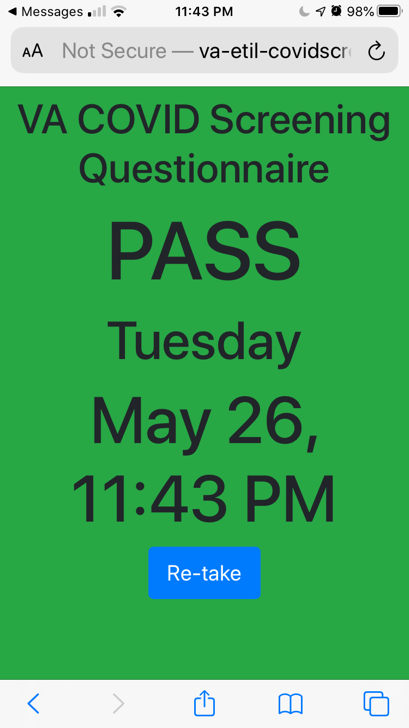 Messages 11:43 PM 98%
AA Not Secure — va-etil-covidscr
VA COVID Screening
Questionnaire
PASS
Tuesday
May 26,
11:43 PM
Re-take